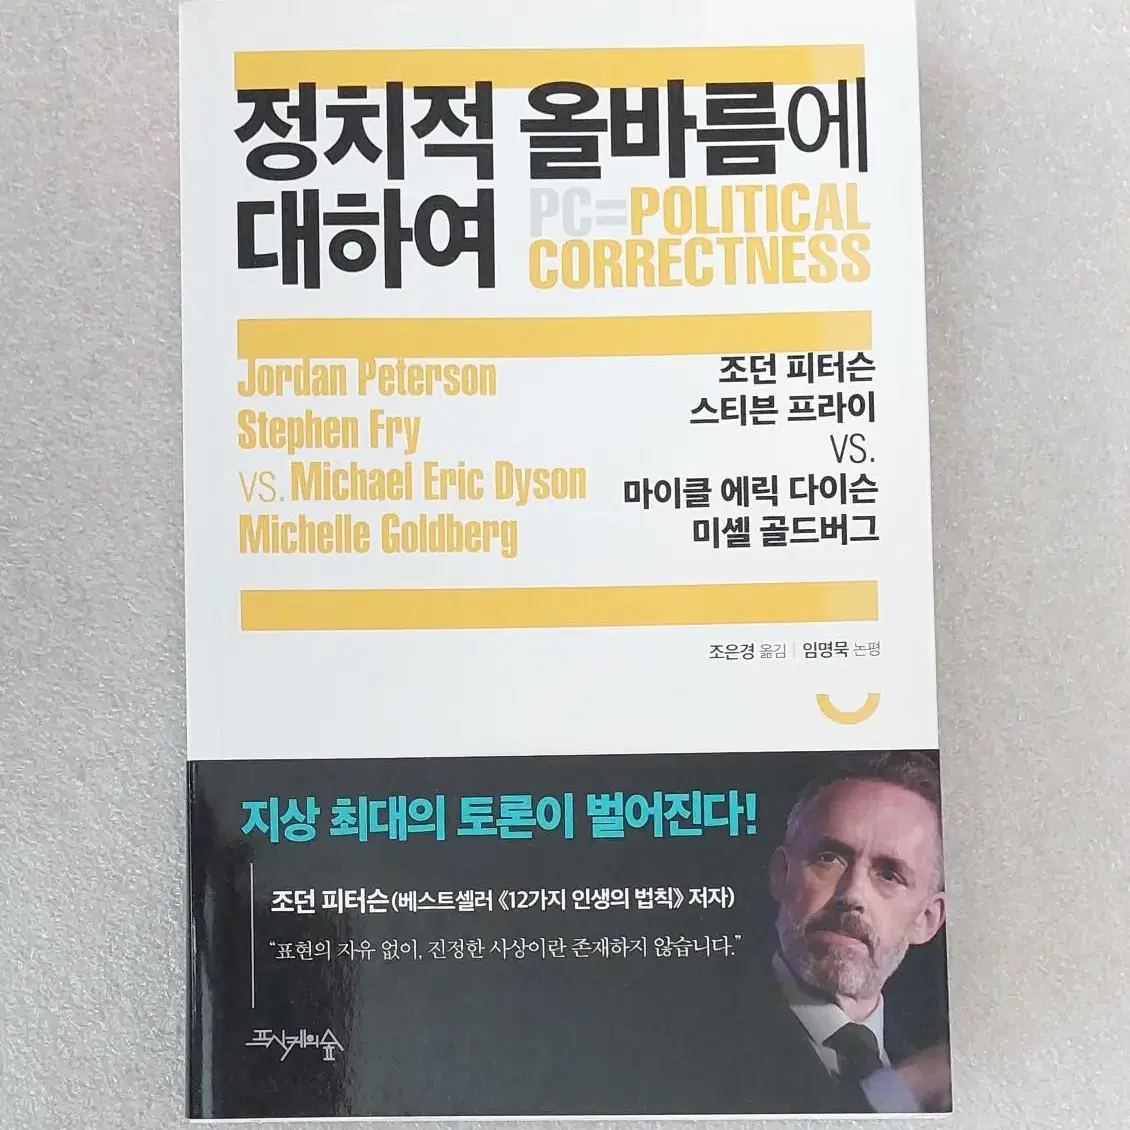 정치적 올바름에
대하여
PC=POLITICAL
CORRECTNESS
Jordan Peterson
Stephen Fry
VS. Michael Eric Dyson
Michelle Goldberg
조던 피터슨
스티븐 프라이
VS.
마이클 에릭 다이슨
미셸 골드버그
조은경 옮김 | 임명묵 논평
지상 최대의 토론이 벌어진다!
조던 피터슨(베스트셀러 《12가지 인생의 법칙》 저자)
“표현의 자유 없이, 진정한 사상이란 존재하지 않습니다.”
프시케의숲